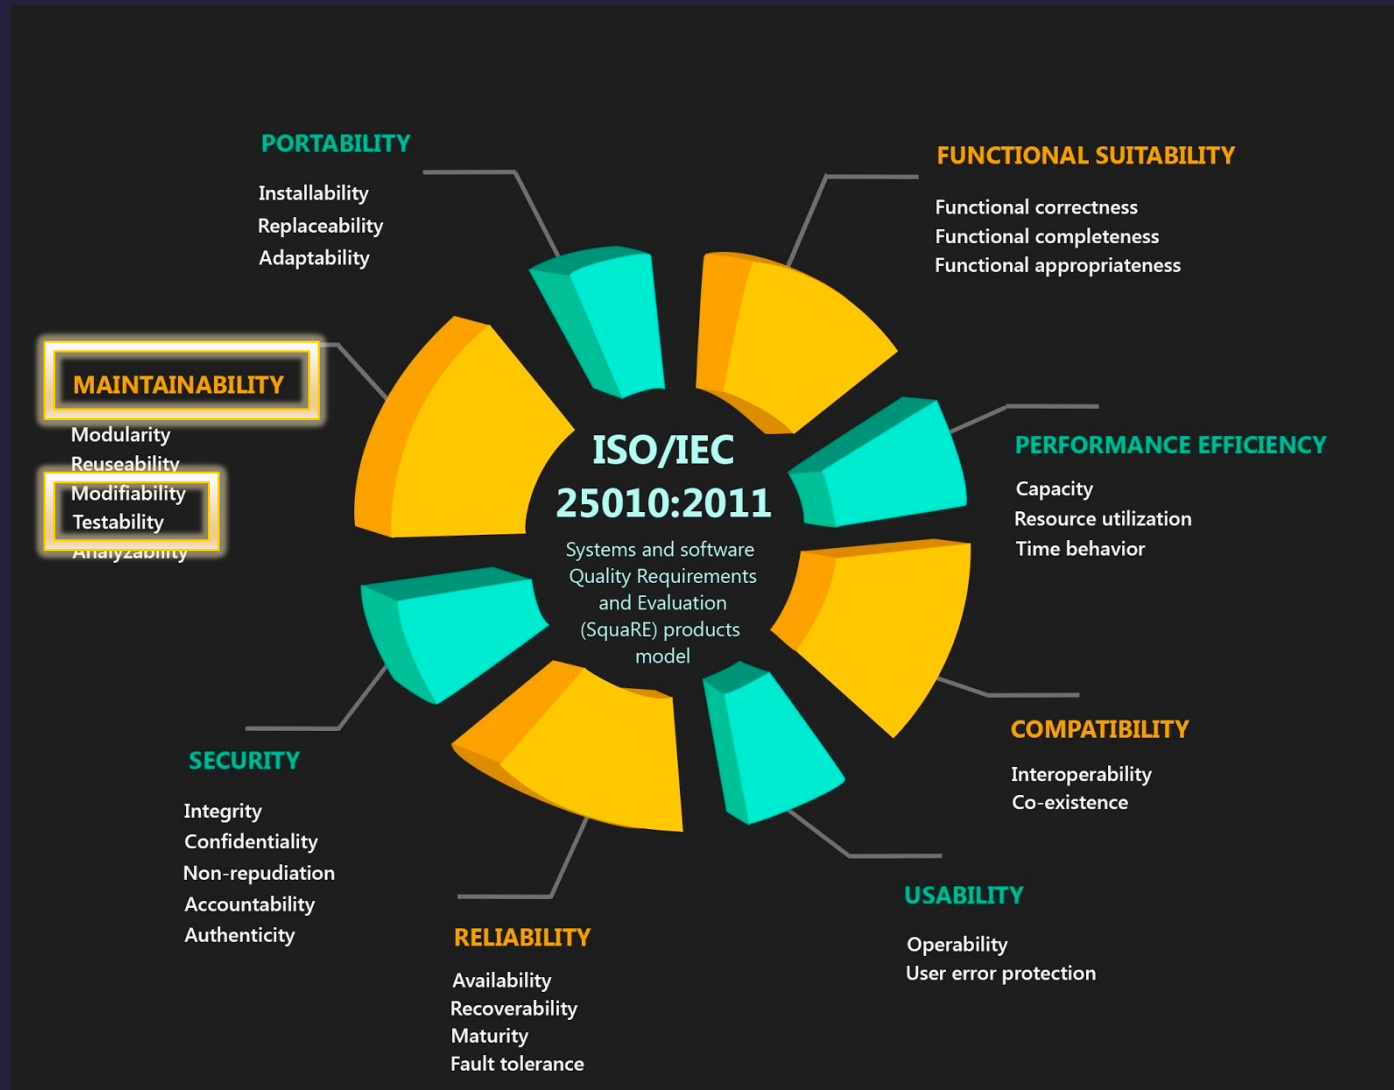 PORTABILITY
Installability
Replaceability
Adaptability
FUNCTIONAL SUITABILITY
Functional correctness
Functional completeness
Functional appropriateness
MAINTAINABILITY
Modularity
Reuseability
Modifiability
Testability
Analyzability
ISO/IEC
25010:2011
Systems and software
Quality Requirements
and Evaluation
(SquaRE) products
model
PERFORMANCE EFFICIENCY
Capacity
Resource utilization
Time behavior
COMPATIBILITY
Interoperability
Co-existence
SECURITY
Integrity
Confidentiality
Non-repudiation
Accountability
Authenticity
RELIABILITY
Availability
Recoverability
Maturity
Fault tolerance
USABILITY
Operability
User error protection